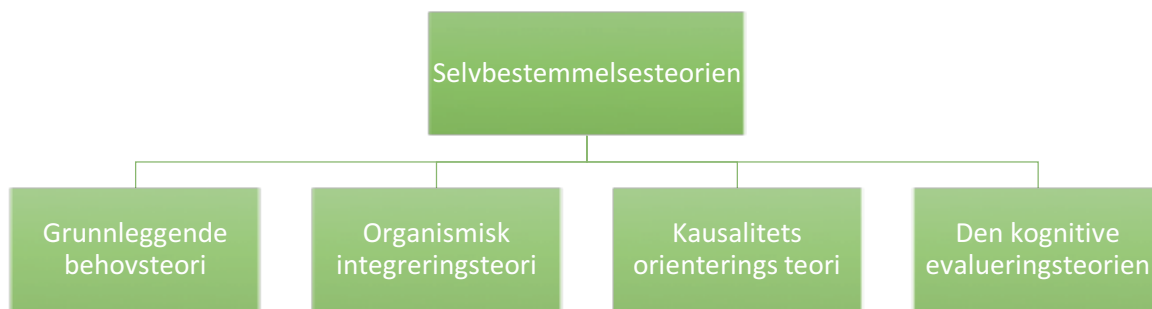 Selvbestemmelsesteorien
Grunnleggende
behovsteori
Organismisk
integreringsteori
Kausalitets
orienterings teori
Den kognitive
evalueringsteorien